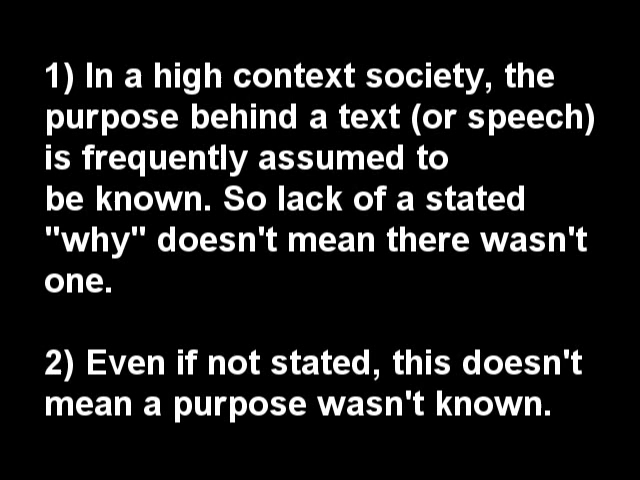 1) In a high context society, the
purpose behind a text (or speech)
is frequently assumed to
be known. So lack of a stated
"why" doesn't mean there wasn't
one.
2) Even if not stated, this doesn't
mean a purpose wasn't known.